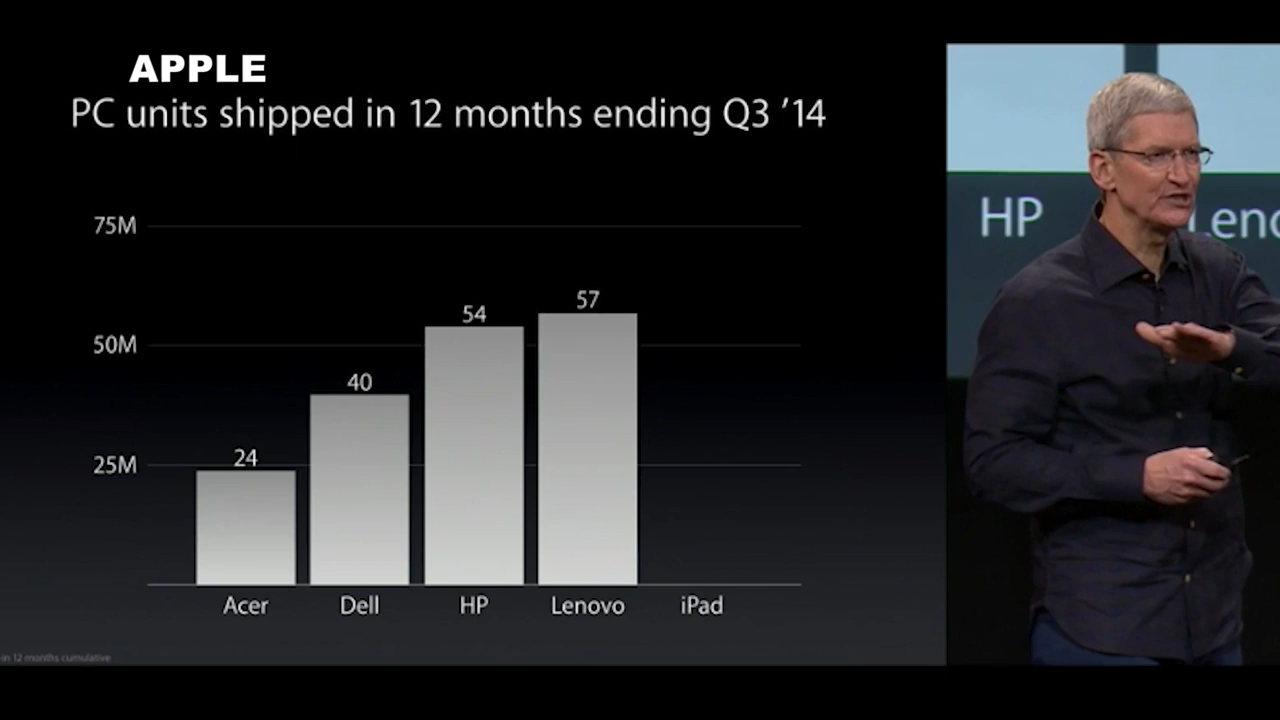 APPLE
PC units shipped in 12 months ending Q3 ’14
75M
50M
25M
24
40
54
57
Acer
Dell
HP
Lenovo
iPad
in 12 months cumulative
HP
Leno